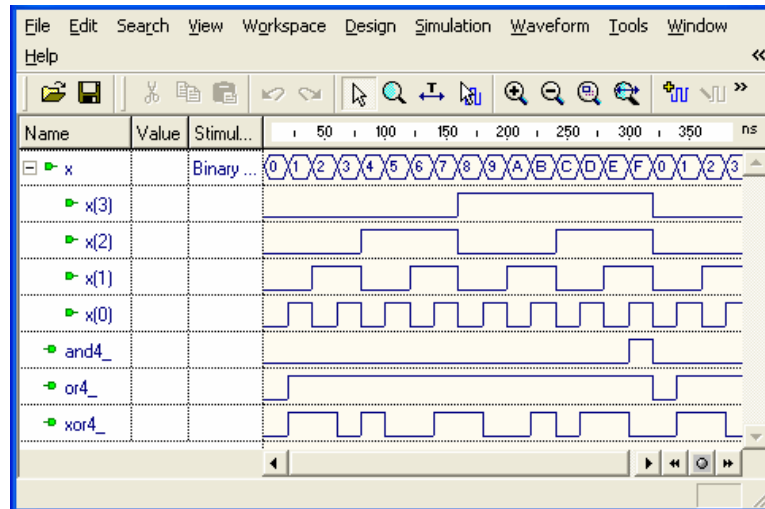 File Edit Search View Workspace Design Simulation Waveform Tools Window
Help
Name Value Stimul... 50 100 150 200 250 300 350 ns
x Binary ... 0 1 2 3 4 5 6 7 8 9 A B C D E F 0 1 2 3
x(3)
x(2)
x(1)
x(0)
and4_
or4_
xor4_